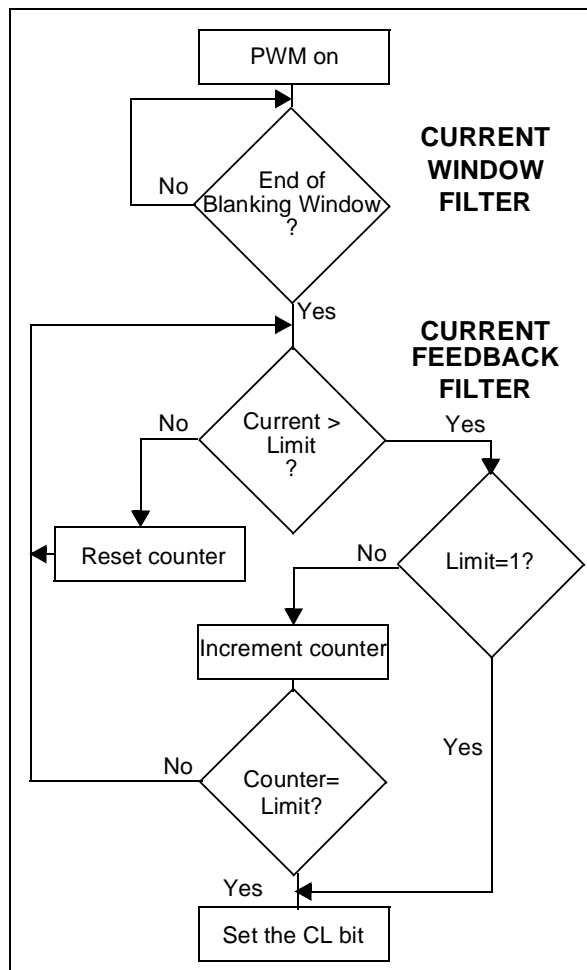 PWM on
CURRENT
WINDOW
FILTER
No
End of
Blanking Window
?
Yes
CURRENT
FEEDBACK
FILTER
No
Current >
Limit
?
Yes
Reset counter
No
Limit=1?
Increment counter
Yes
No
Counter=
Limit?
Yes
Set the CL bit